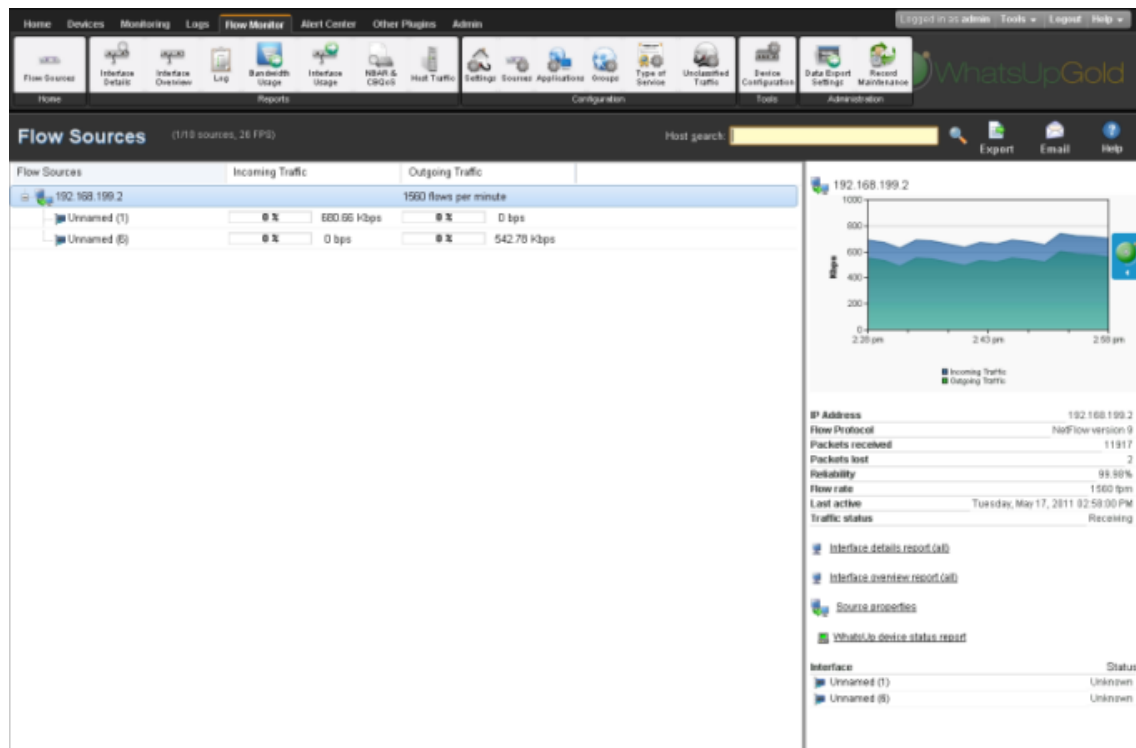 Home Devices Monitoring Logs Flow Monitor Alert Center Other Plugins Admin
Logged in as admin Tools Logout Help
Flow Sources
Interface Details
Interface Overview
Log
Bandwidth Usage
Interface Usage
NBAR & CBQoS
Host Traffic
Settings
Sources
Applications
Groups
Type of Service
Unclassified Traffic
Device Configuration
Data Export Settings
Record Maintenance
WhatsUpGold
Home Reports Configuration Tools Administration
Flow Sources (1/10 sources, 26 FPS) Host search:
Export Email Help
Flow Sources Incoming Traffic Outgoing Traffic
192.168.199.2 1560 flows per minute
Unnamed (1) 0 % 680.66 Kbps 0 % 0 bps
Unnamed (6) 0 % 0 bps 0 % 542.78 Kbps
192.168.199.2
1000
800
600
400
200
0
Kbps
2:28 pm 2:43 pm 2:58 pm
Incoming Traffic
Outgoing Traffic
IP Address 192.168.199.2
Flow Protocol NetFlow version 9
Packets received 11917
Packets lost 2
Reliability 99.98%
Flow rate 1560 fpm
Last active Tuesday, May 17, 2011 02:58:00 PM
Traffic status Receiving
Interface details report (all)
Interface overview report (all)
Source properties
WhatsUp device status report
Interface Status
Unnamed (1) Unknown
Unnamed (6) Unknown